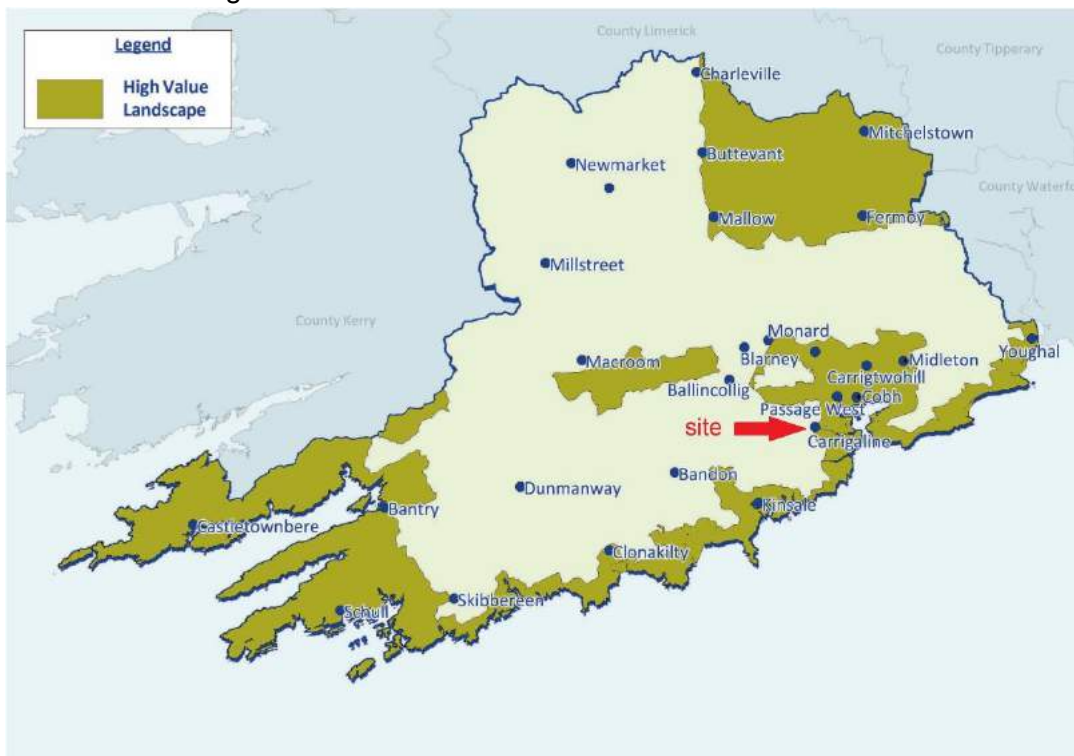 Legend
High Value
Landscape
County Limerick
County Tipperary
Charleville
Mitchelstown
Newmarket
Buttevant
County Waterfo
Mallow
Fermoy
Millstreet
County Kerry
Monard
Youghal
Macroom
Blarney
Midleton
Carrigtwohill
Ballincollig
Cobh
Passage West
site
Carrigaline
Bandon
Dunmanway
Kinsale
Bantry
Castletownbere
Clonakilty
Skibbereen
Schull